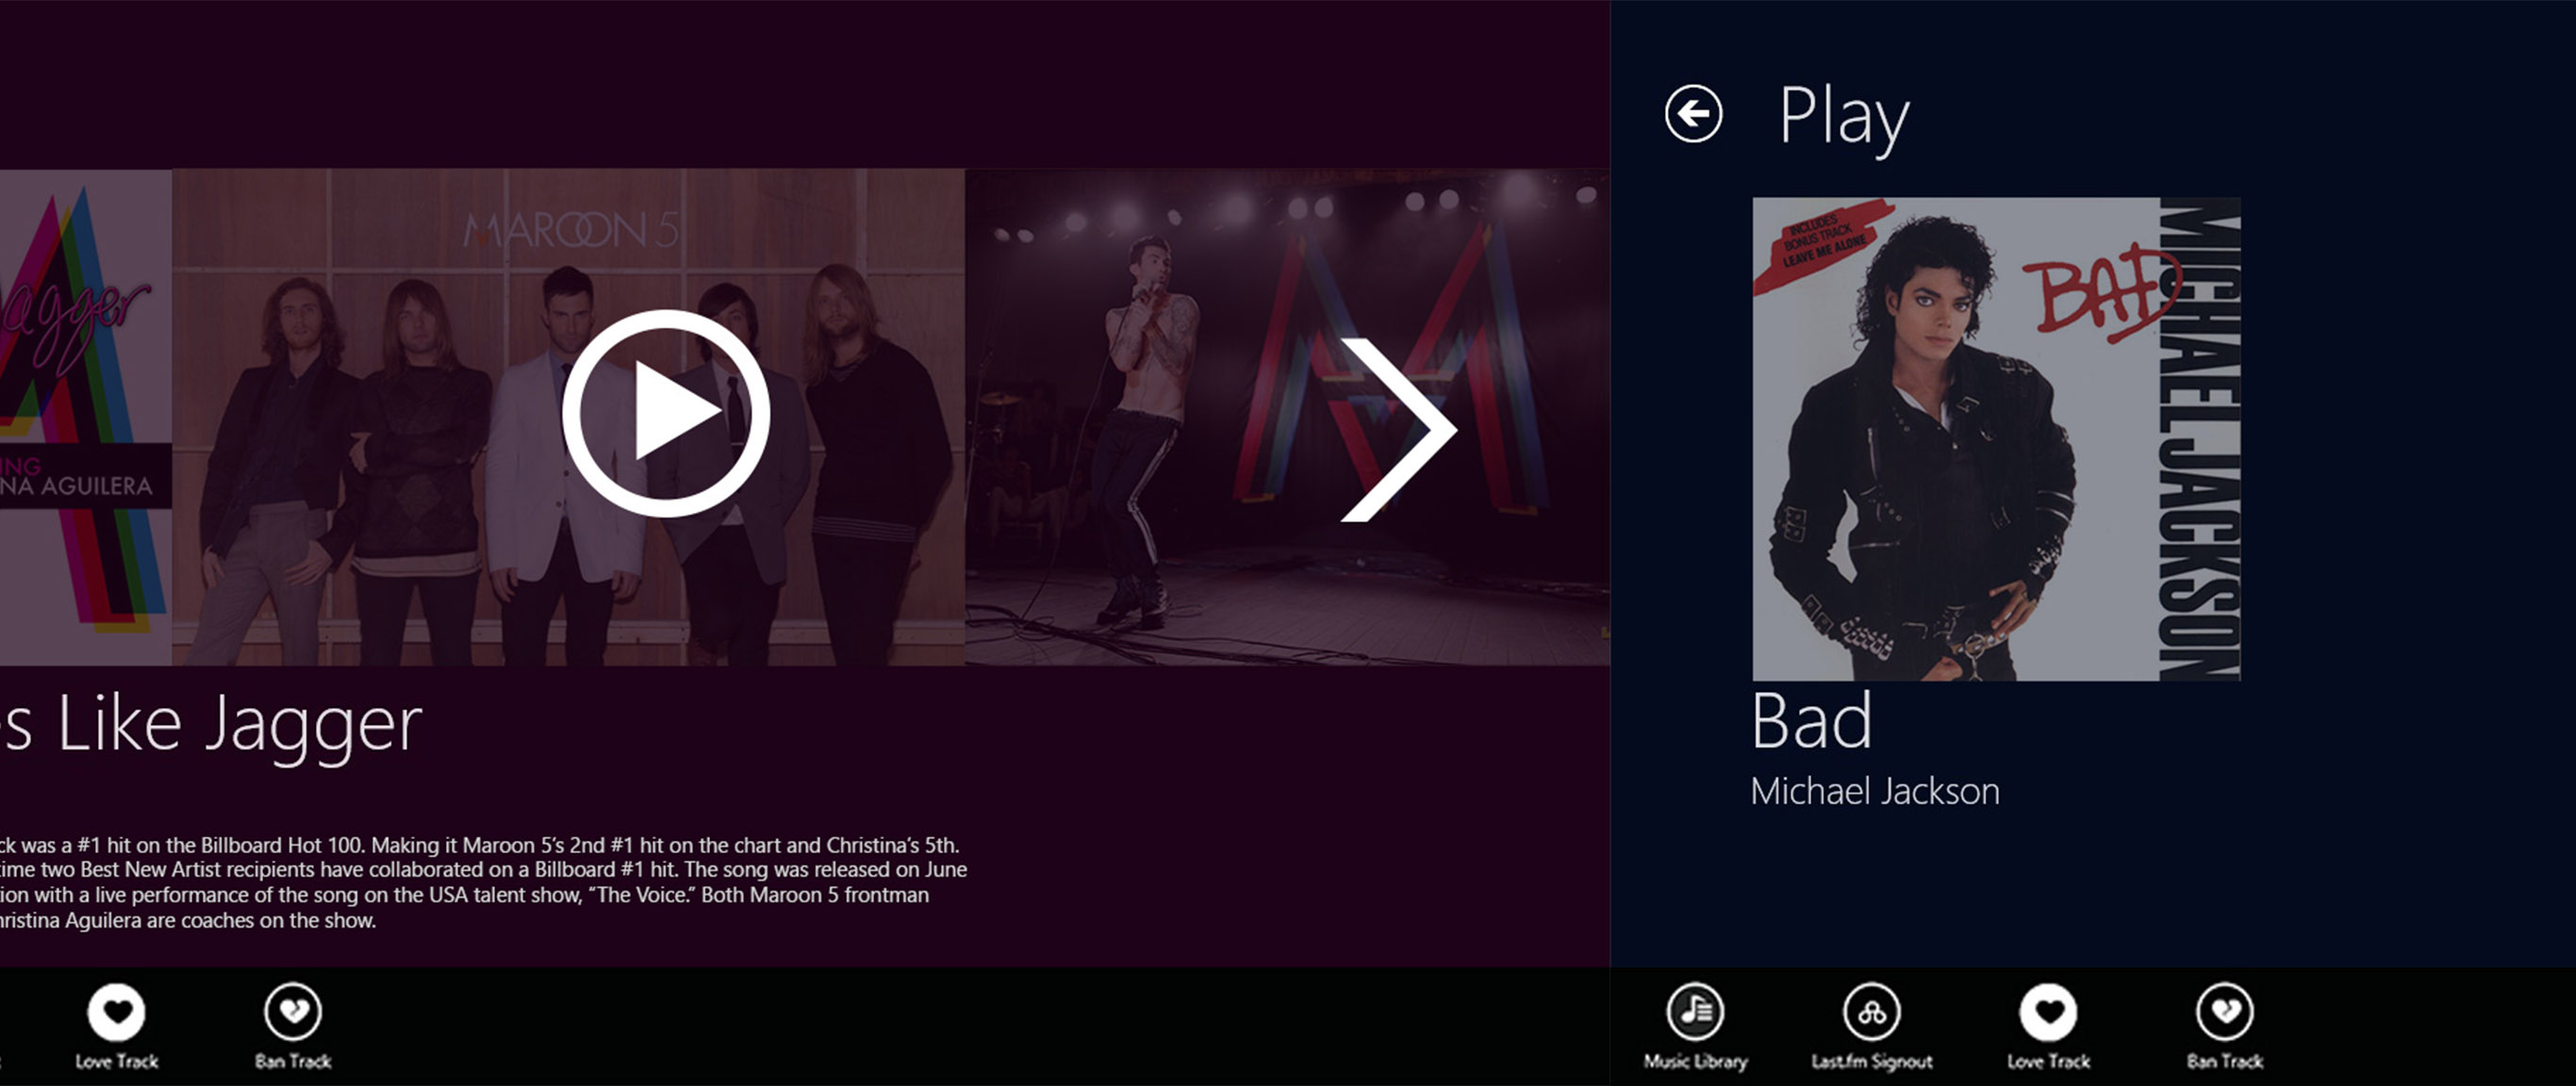 agger
ING
NA AGUILERA
MAROON 5
s Like Jagger
ck was a #1 hit on the Billboard Hot 100. Making it Maroon 5's 2nd #1 hit on the chart and Christina's 5th.
time two Best New Artist recipients have collaborated on a Billboard #1 hit. The song was released on June
ion with a live performance of the song on the USA talent show, “The Voice.” Both Maroon 5 frontman
hristina Aguilera are coaches on the show.
Love Track
Ban Track
Play
INCLUDES
BONUS TRACK
LEAVE ME ALONE
BAD
MICHAEL JACKSON
Bad
Michael Jackson
Music Library
Last.fm Signout
Love Track
Ban Track